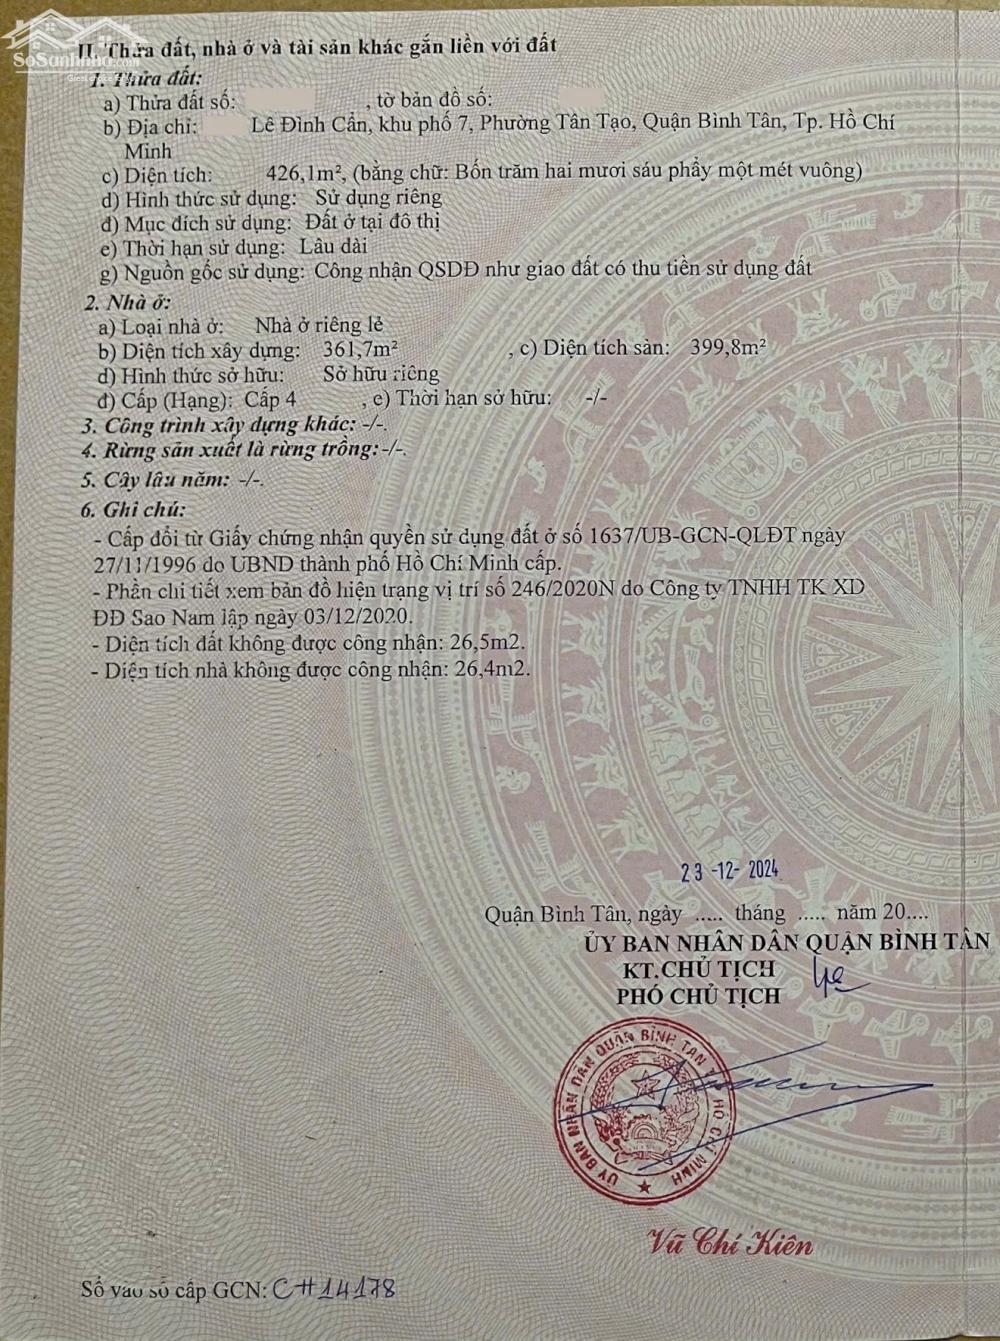 SoSanhnha.com
II. Thửa đất, nhà ở và tài sản khác gắn liền với đất
1. Thửa đất:
a) Thửa đất số: , tờ bản đồ số:
b) Địa chỉ: Lê Đình Cẩn, khu phố 7, Phường Tân Tạo, Quận Bình Tân, Tp. Hồ Chí
Minh
c) Diện tích: 426,1m², (bằng chữ: Bốn trăm hai mươi sáu phẩy một mét vuông)
d) Hình thức sử dụng: Sử dụng riêng
đ) Mục đích sử dụng: Đất ở tại đô thị
e) Thời hạn sử dụng: Lâu dài
g) Nguồn gốc sử dụng: Công nhận QSDĐ như giao đất có thu tiền sử dụng đất
2. Nhà ở:
a) Loại nhà ở: Nhà ở riêng lẻ
b) Diện tích xây dựng: 361,7m² , c) Diện tích sàn: 399,8m²
d) Hình thức sở hữu: Sở hữu riêng
đ) Cấp (Hạng): Cấp 4 , e) Thời hạn sở hữu: -/-
3. Công trình xây dựng khác: -/-.
4. Rừng sản xuất là rừng trồng: -/-.
5. Cây lâu năm: -/-.
6. Ghi chú:
- Cấp đổi từ Giấy chứng nhận quyền sử dụng đất ở số 1637/UB-GCN-QLĐT ngày
27/11/1996 do UBND thành phố Hồ Chí Minh cấp.
- Phần chi tiết xem bản đồ hiện trạng vị trí số 246/2020N do Công ty TNHH TK XD
ĐĐ Sao Nam lập ngày 03/12/2020.
- Diện tích đất không được công nhận: 26,5m2.
- Diện tích nhà không được công nhận: 26,4m2.
23 -12- 2024
Quận Bình Tân, ngày ..... tháng ..... năm 20....
ỦY BAN NHÂN DÂN QUẬN BÌNH TÂN
KT.CHỦ TỊCH
PHÓ CHỦ TỊCH
ỦY BAN NHÂN DÂN QUẬN BÌNH TÂN T.P HỒ CHÍ MINH
Vũ Chí Kiên
Số vào sổ cấp GCN: CH14178